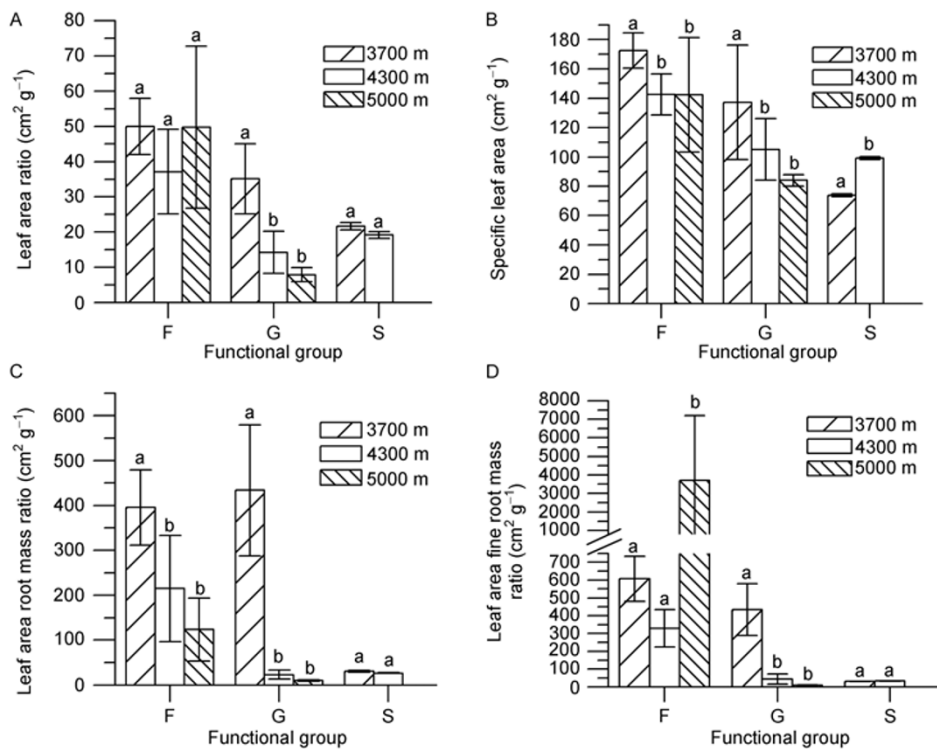 A
Leaf area ratio (cm² g⁻¹)
80
70
60
50
40
30
20
10
0
a
a
a
a
b
b
a
a
3700 m
4300 m
5000 m
F
G
S
Functional group
B
Specific leaf area (cm² g⁻¹)
180
160
140
120
100
80
60
40
20
0
a
b
b
a
b
b
a
b
3700 m
4300 m
5000 m
F
G
S
Functional group
C
Leaf area root mass ratio (cm² g⁻¹)
600
500
400
300
200
100
0
a
b
b
a
b
b
a
a
3700 m
4300 m
5000 m
F
G
S
Functional group
D
Leaf area fine root mass
ratio (cm² g⁻¹)
8000
7000
6000
5000
4000
3000
2000
1000
700
600
500
400
300
200
100
0
a
a
b
a
b
b
a
a
3700 m
4300 m
5000 m
F
G
S
Functional group